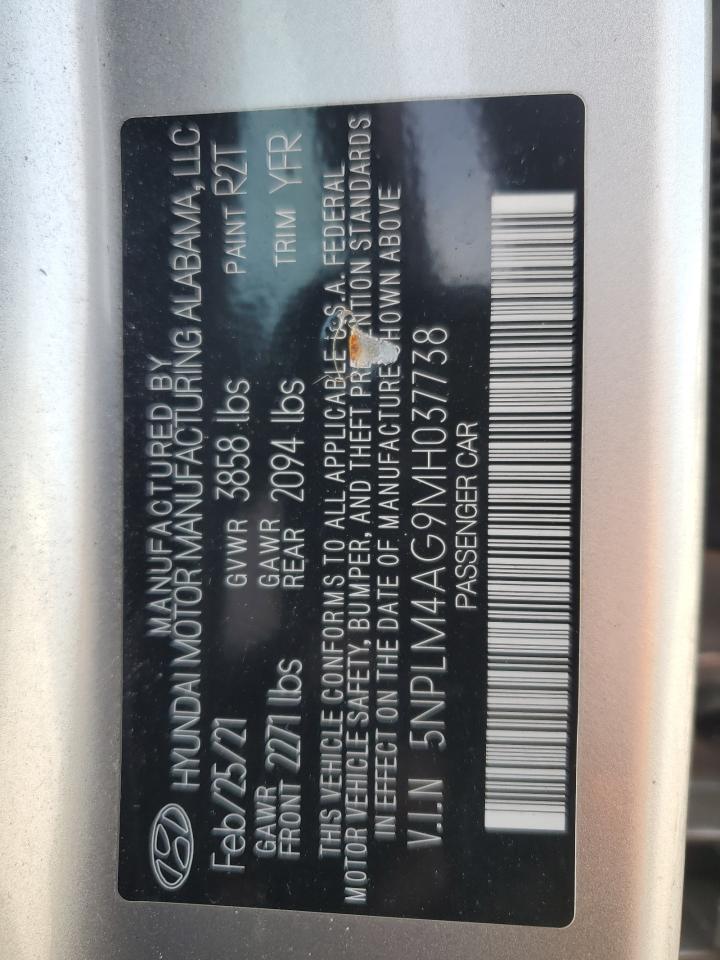 MANUFACTURED BY
HYUNDAI MOTOR MANUFACTURING ALABAMA, LLC
Feb/25/21 GVWR 3858 lbs PAINT R2T
GAWR FRONT 2271 lbs GAWR REAR 2094 lbs TRIM YFR
THIS VEHICLE CONFORMS TO ALL APPLICABLE U.S.A. FEDERAL
MOTOR VEHICLE SAFETY, BUMPER, AND THEFT PRE TION STANDARDS
IN EFFECT ON THE DATE OF MANUFACTURE SHOWN ABOVE
V.I.N 5NPLM4AG9MH037738
PASSENGER CAR